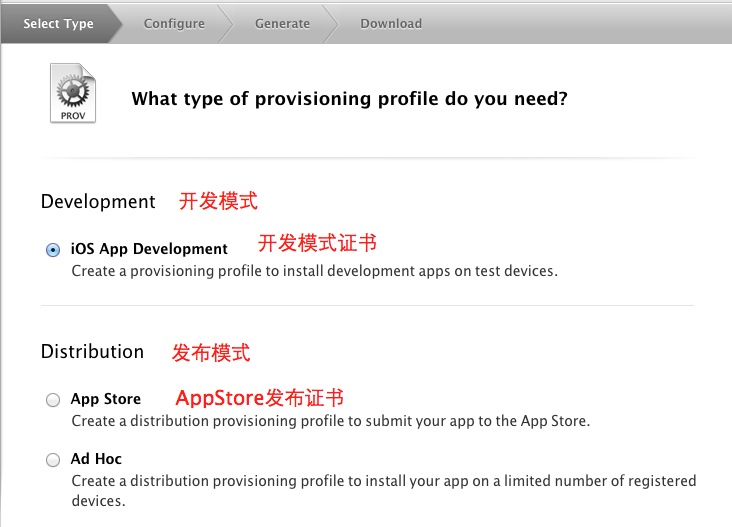 Select Type Configure Generate Download
PROV
What type of provisioning profile do you need?
Development 开发模式
iOS App Development 开发模式证书
Create a provisioning profile to install development apps on test devices.
Distribution 发布模式
App Store AppStore发布证书
Create a distribution provisioning profile to submit your app to the App Store.
Ad Hoc
Create a distribution provisioning profile to install your app on a limited number of registered
devices.